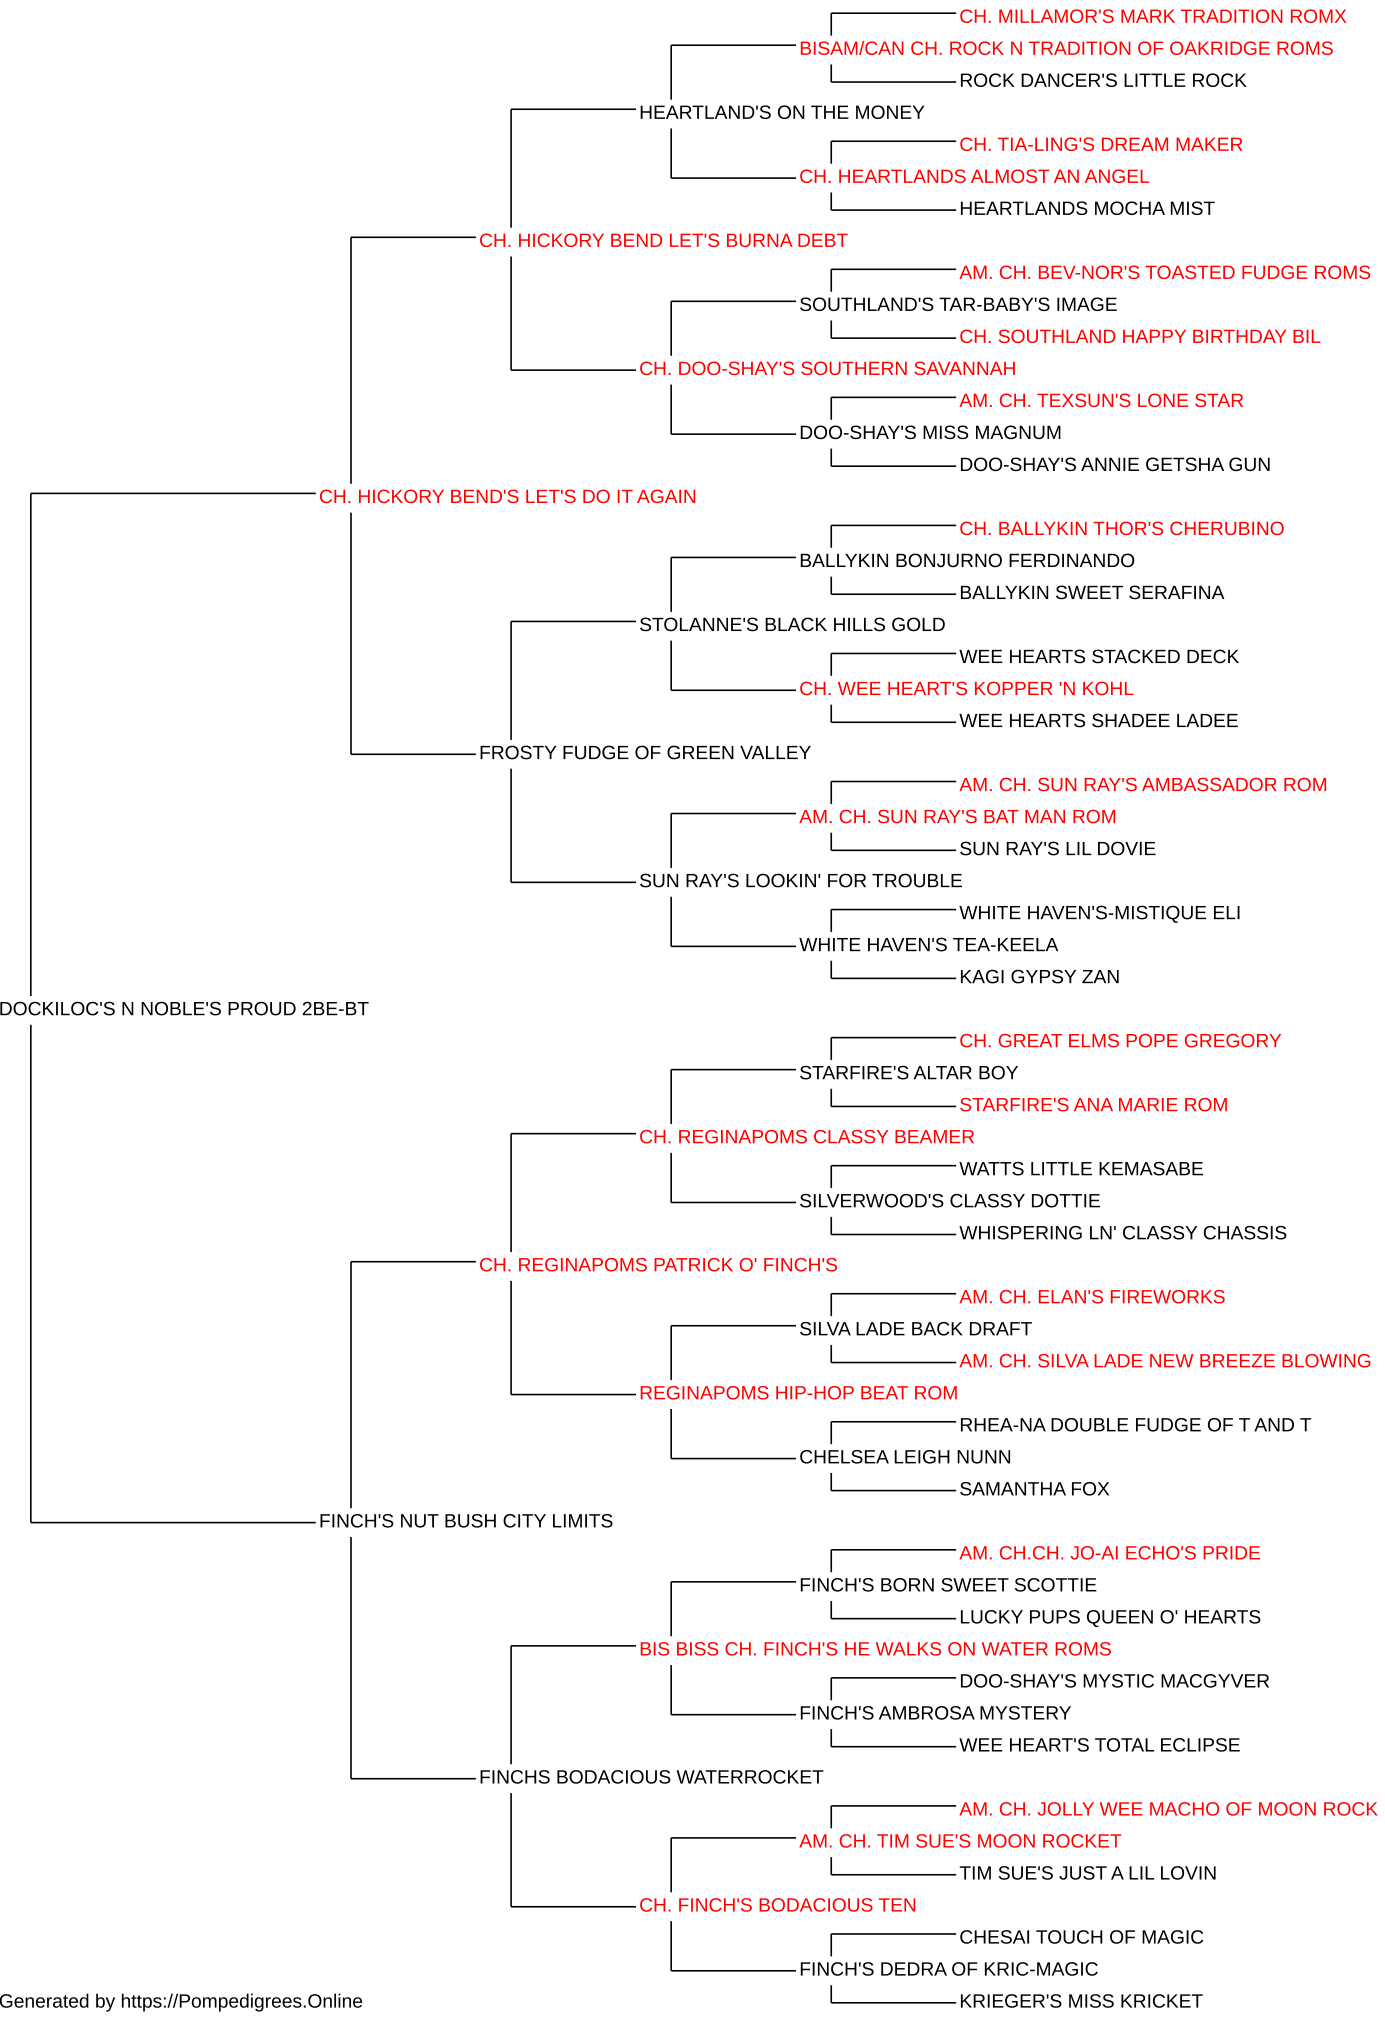 CH. MILLAMOR'S MARK TRADITION ROMX
BISAM/CAN CH. ROCK N TRADITION OF OAKRIDGE ROMS
ROCK DANCER'S LITTLE ROCK
HEARTLAND'S ON THE MONEY
CH. TIA-LING'S DREAM MAKER
CH. HEARTLANDS ALMOST AN ANGEL
HEARTLANDS MOCHA MIST
CH. HICKORY BEND LET'S BURNA DEBT
AM. CH. BEV-NOR'S TOASTED FUDGE ROMS
SOUTHLAND'S TAR-BABY'S IMAGE
CH. SOUTHLAND HAPPY BIRTHDAY BIL
CH. DOO-SHAY'S SOUTHERN SAVANNAH
AM. CH. TEXSUN'S LONE STAR
DOO-SHAY'S MISS MAGNUM
DOO-SHAY'S ANNIE GETSHA GUN
CH. HICKORY BEND'S LET'S DO IT AGAIN
CH. BALLYKIN THOR'S CHERUBINO
BALLYKIN BONJURNO FERDINANDO
BALLYKIN SWEET SERAFINA
STOLANNE'S BLACK HILLS GOLD
WEE HEARTS STACKED DECK
CH. WEE HEART'S KOPPER 'N KOHL
WEE HEARTS SHADEE LADEE
FROSTY FUDGE OF GREEN VALLEY
AM. CH. SUN RAY'S AMBASSADOR ROM
AM. CH. SUN RAY'S BAT MAN ROM
SUN RAY'S LIL DOVIE
SUN RAY'S LOOKIN' FOR TROUBLE
WHITE HAVEN'S-MISTIQUE ELI
WHITE HAVEN'S TEA-KEELA
KAGI GYPSY ZAN
DOCKILOC'S N NOBLE'S PROUD 2BE-BT
CH. GREAT ELMS POPE GREGORY
STARFIRE'S ALTAR BOY
STARFIRE'S ANA MARIE ROM
CH. REGINAPOMS CLASSY BEAMER
WATTS LITTLE KEMASABE
SILVERWOOD'S CLASSY DOTTIE
WHISPERING LN' CLASSY CHASSIS
CH. REGINAPOMS PATRICK O' FINCH'S
AM. CH. ELAN'S FIREWORKS
SILVA LADE BACK DRAFT
AM. CH. SILVA LADE NEW BREEZE BLOWING
REGINAPOMS HIP-HOP BEAT ROM
RHEA-NA DOUBLE FUDGE OF T AND T
CHELSEA LEIGH NUNN
SAMANTHA FOX
FINCH'S NUT BUSH CITY LIMITS
AM. CH.CH. JO-AI ECHO'S PRIDE
FINCH'S BORN SWEET SCOTTIE
LUCKY PUPS QUEEN O' HEARTS
BIS BISS CH. FINCH'S HE WALKS ON WATER ROMS
DOO-SHAY'S MYSTIC MACGYVER
FINCH'S AMBROSA MYSTERY
WEE HEART'S TOTAL ECLIPSE
FINCHS BODACIOUS WATERROCKET
AM. CH. JOLLY WEE MACHO OF MOON ROCK
AM. CH. TIM SUE'S MOON ROCKET
TIM SUE'S JUST A LIL LOVIN
CH. FINCH'S BODACIOUS TEN
CHESAI TOUCH OF MAGIC
FINCH'S DEDRA OF KRIC-MAGIC
KRIEGER'S MISS KRICKET
Generated by https://Pompedigrees.Online